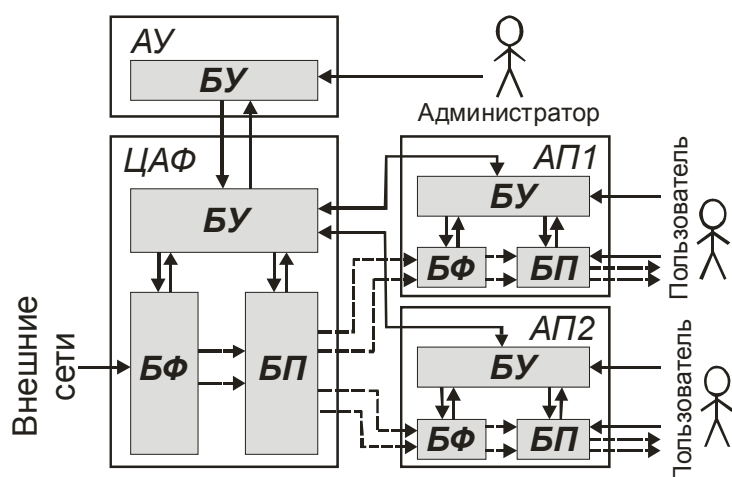 АУ
БУ
Администратор
ЦАФ
БУ
БФ
БП
Внешние
сети
АП1
БУ
БФ
БП
Пользователь
АП2
БУ
БФ
БП
Пользователь